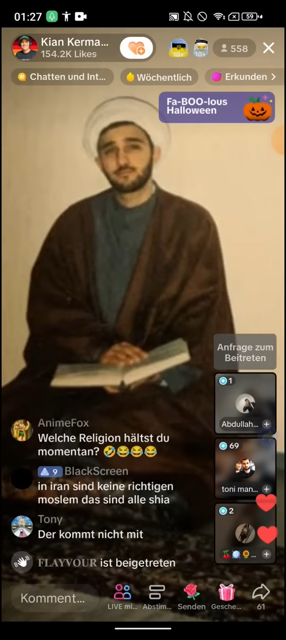 01:27
59
Kian Kerma...
154.2K Likes
558
Chatten und Int...
Wöchentlich
Erkunden
Fa-BOO-lous
Halloween
Anfrage zum
Beitreten
1
Abdullah...
69
toni man...
2
AnimeFox
Welche Religion hältst du
momentan? 🤣😂😂😂
9 BlackScreen
in iran sind keine richtigen
moslem das sind alle shia
Tony
Der kommt nicht mit
FLAYVOUR ist beigetreten
Komment...
LIVE mi...
Abstim...
Senden
Gesche...
61